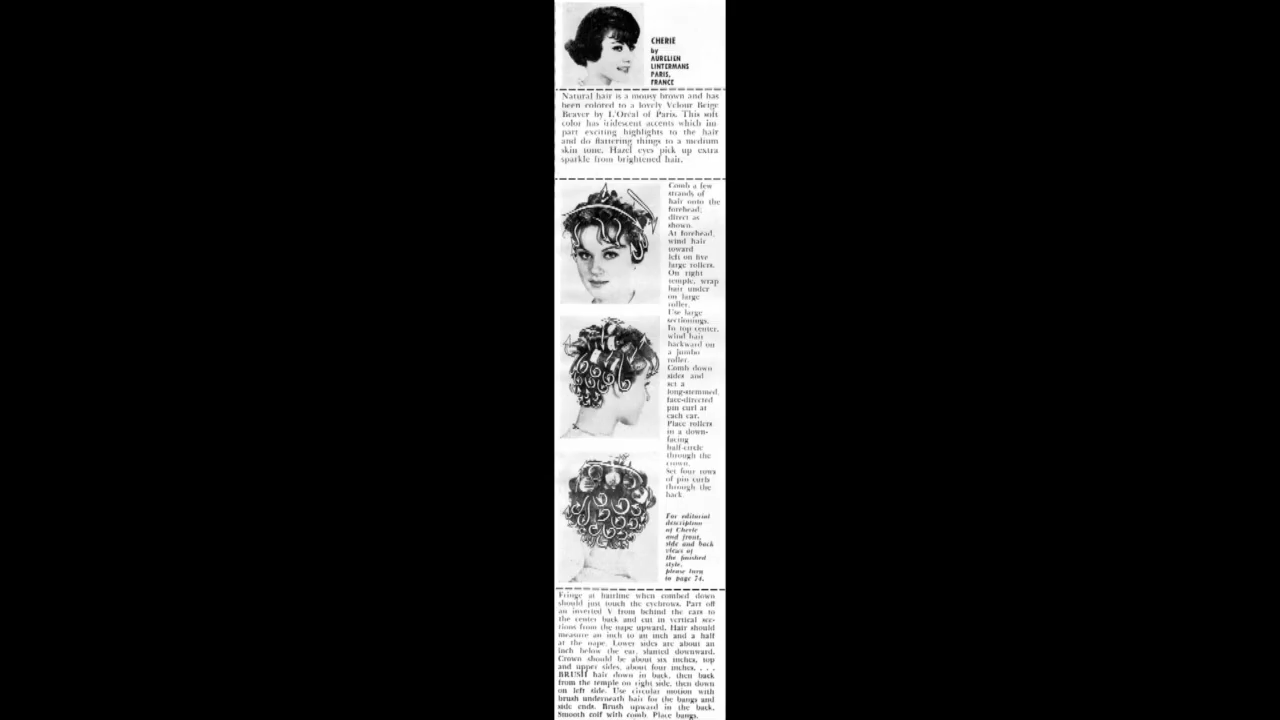 CHERIE
by
AURELIEN
LINTERMANS
PARIS,
FRANCE
Natural hair is a mousy brown and has
been colored to a lovely Velour Beige
Beaver by L'Oreal of Paris. This soft
color has iridescent accents which im-
part exciting highlights to the hair
and do flattering things to a medium
skin tone. Hazel eyes pick up extra
sparkle from brightened hair.
Comb a few
strands of
hair onto the
forehead;
direct as
shown.
At forehead,
wind hair
toward
left on five
large rollers.
On right
temple, wrap
hair under
on large
roller.
Use large
sectionings.
In top center,
wind hair
backward on
a jumbo
roller.
Comb down
sides and
set a
long-stemmed,
face-directed
pin curl at
each ear.
Place rollers
in a down-
facing
half-circle
through the
crown.
Set four rows
of pin curls
through the
back
For editorial
description
of Cherie
and front,
side and back
views of
the finished
style,
please turn
to page 74.
Fringe at hairline when combed down
should just touch the eyebrows. Part off
an inverted V from behind the ears to
the center back and cut in vertical sec-
tions from the nape upward. Hair should
measure an inch to an inch and a half
at the nape. Lower sides are about an
inch below the ear, slanted downward.
Crown should be about six inches, top
and upper sides, about four inches. . . .
BRUSH hair down in back, then back
from the temple on right side, then down
on left side. Use circular motion with
brush underneath hair for the bangs and
side ends. Brush upward in the back.
Smooth coif with comb. Place bangs.